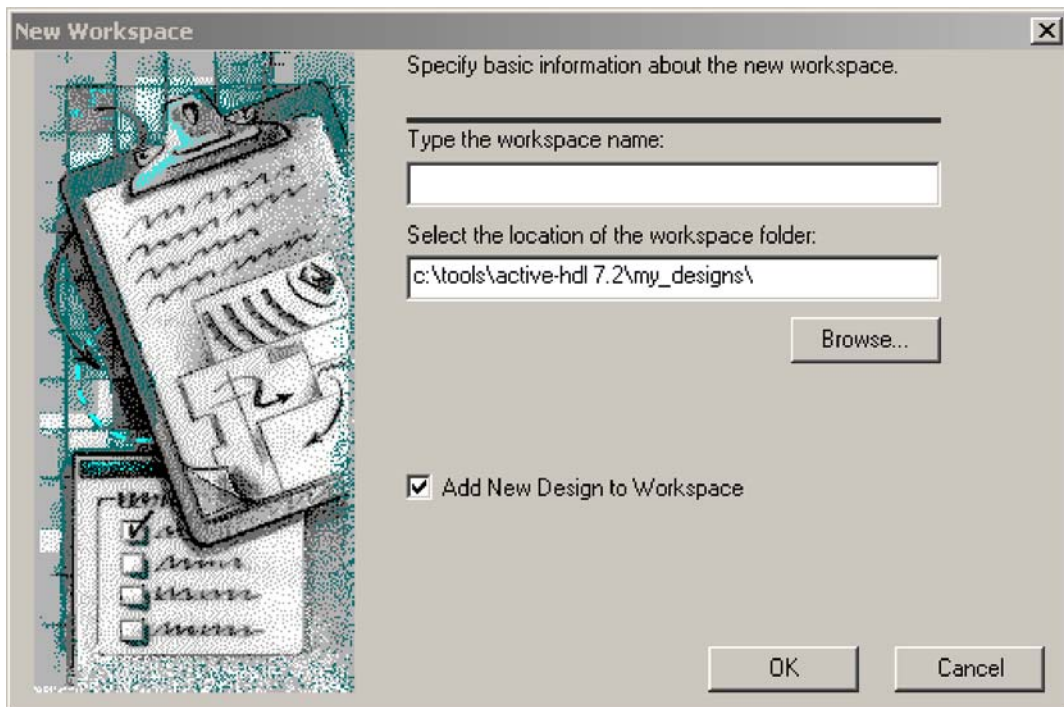 New Workspace
Specify basic information about the new workspace.
Type the workspace name:
Select the location of the workspace folder:
c:\tools\active-hdl 7.2\my_designs\
Browse...
Add New Design to Workspace
OK
Cancel